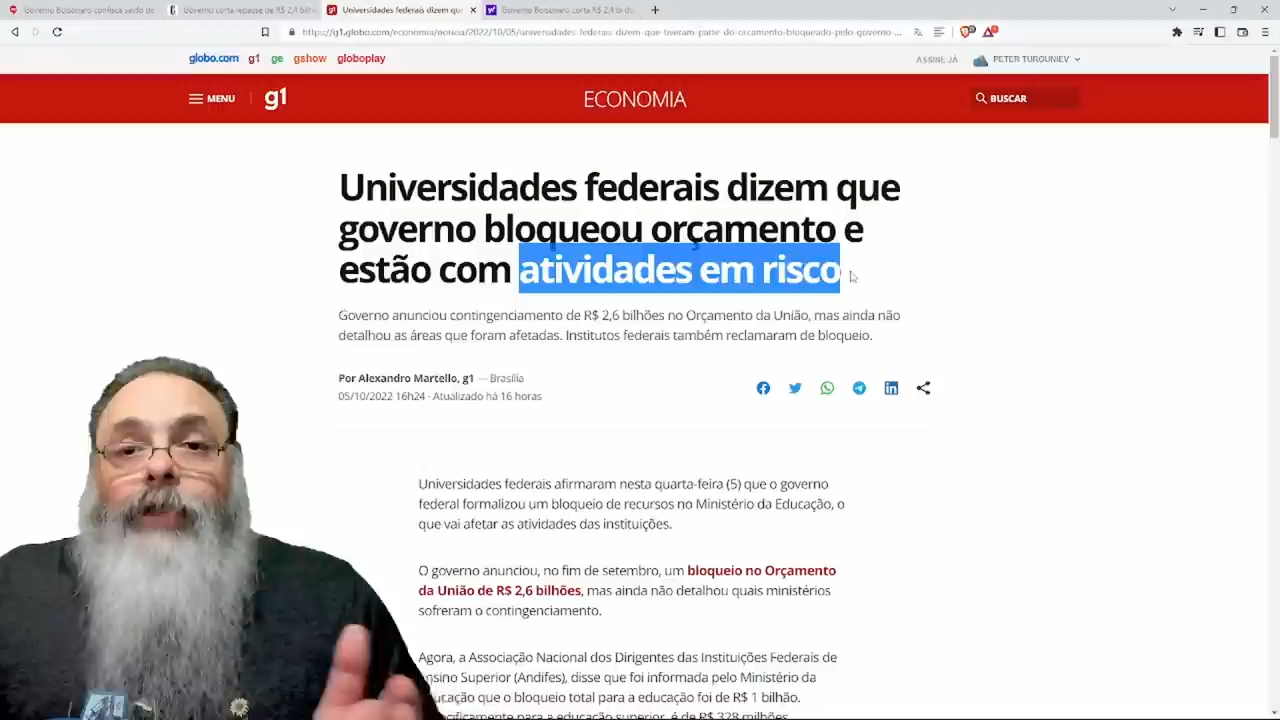 Governo Bolsonaro confisca saldo de
Governo corta repasse de R$ 2,4 bilh
Universidades federais dizem que
Governo Bolsonaro corta R$ 2,4 bi do
https://g1.globo.com/economia/noticia/2022/10/05/universidades-federais-dizem-que-tiveram-parte-do-orcamento-bloqueado-pelo-governo-...
globo.com g1 ge gshow globoplay
ASSINE JÁ PETER TURGUNIEV
MENU g1 ECONOMIA BUSCAR
Universidades federais dizem que
governo bloqueou orçamento e
estão com atividades em risco
Governo anunciou contingenciamento de R$ 2,6 bilhões no Orçamento da União, mas ainda não
detalhou as áreas que foram afetadas. Institutos federais também reclamaram de bloqueio.
Por Alexandro Martello, g1 — Brasília
05/10/2022 16h24 · Atualizado há 16 horas
Universidades federais afirmaram nesta quarta-feira (5) que o governo
federal formalizou um bloqueio de recursos no Ministério da Educação, o
que vai afetar as atividades das instituições.
O governo anunciou, no fim de setembro, um bloqueio no Orçamento
da União de R$ 2,6 bilhões, mas ainda não detalhou quais ministérios
sofreram o contingenciamento.
Agora, a Associação Nacional dos Dirigentes das Instituições Federais de
nsino Superior (Andifes), disse que foi informada pelo Ministério da
ucação que o bloqueio total para a educação foi de R$ 1 bilhão.
cificamente para a educação superior, é de R$ 328 milhões